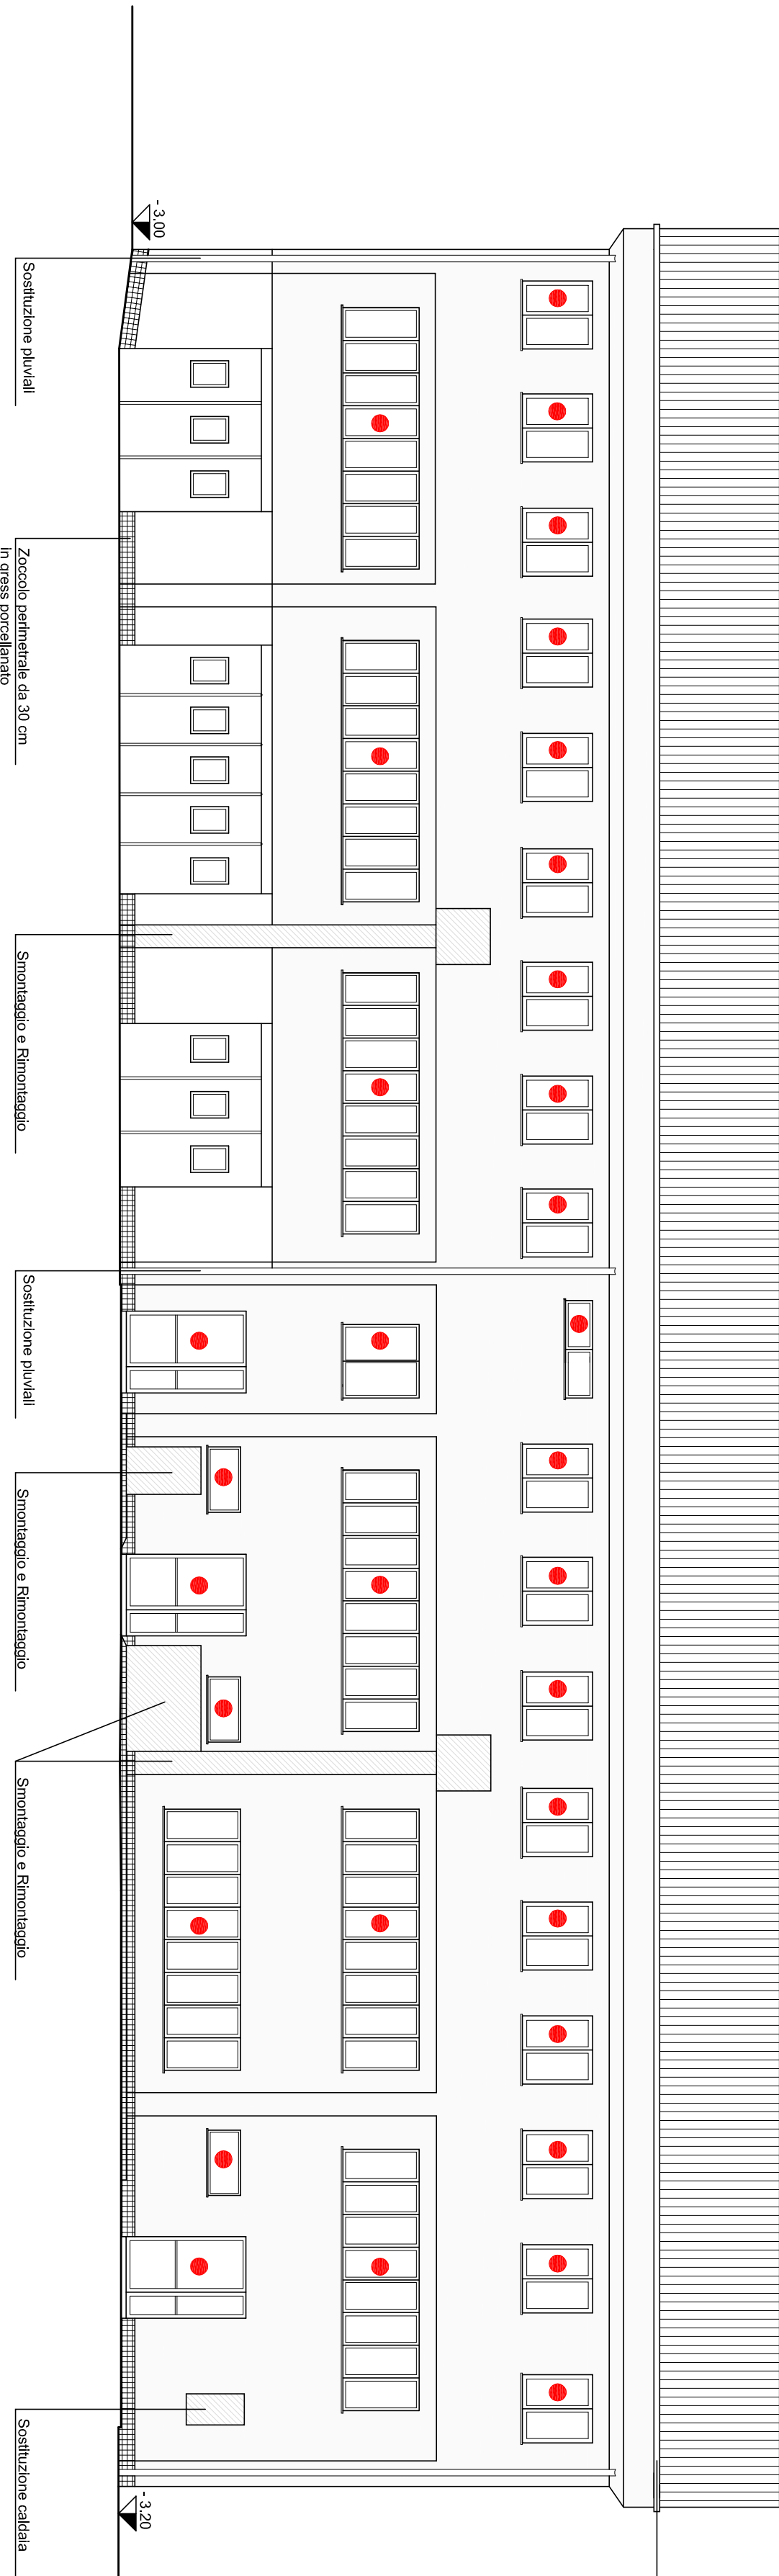 - 3.00
Sostituzione pluviali
Zoccolo perimetrale da 30 cm
in gress porcellanato
Smontaggio e Rimontaggio
Sostituzione pluviali
Smontaggio e Rimontaggio
Smontaggio e Rimontaggio
Sostituzione caldaia
- 3.20